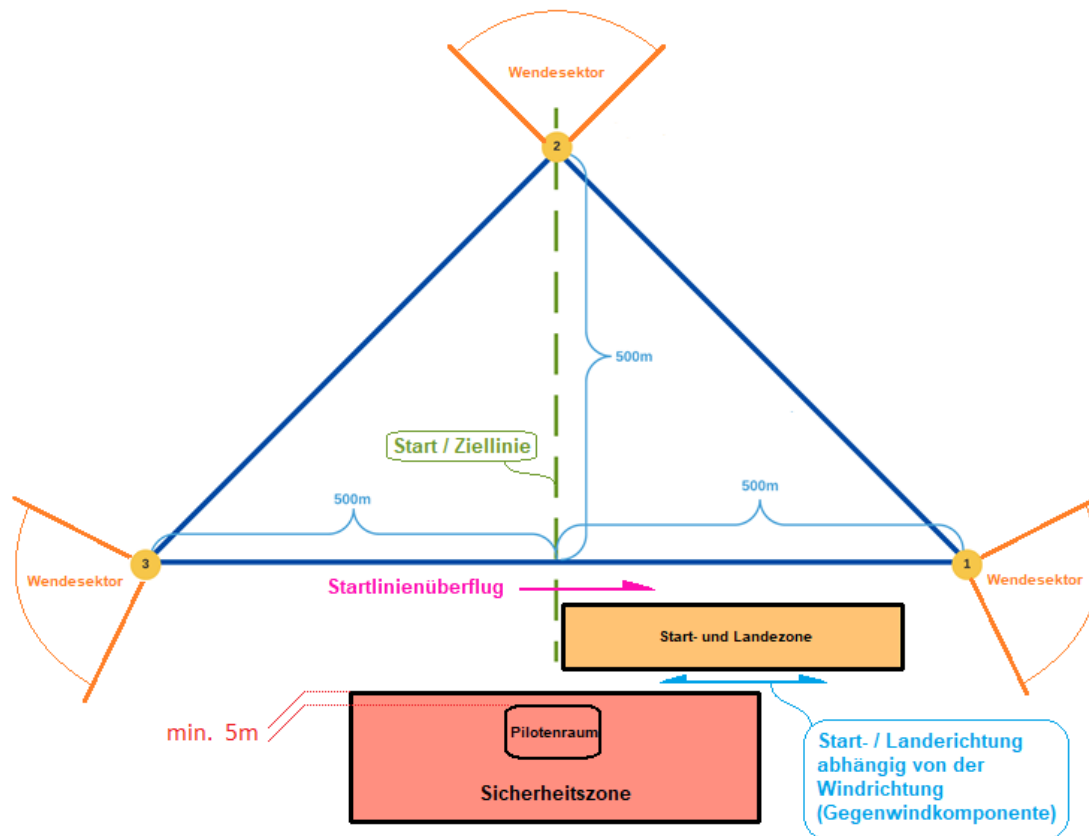 Wendesektor
2
500m
Start / Ziellinie
500m
500m
3
1
Wendesektor
Wendesektor
Startlinienüberflug
Start- und Landezone
min. 5m
Pilotenraum
Sicherheitszone
Start- / Landerichtung
abhängig von der
Windrichtung
(Gegenwindkomponente)